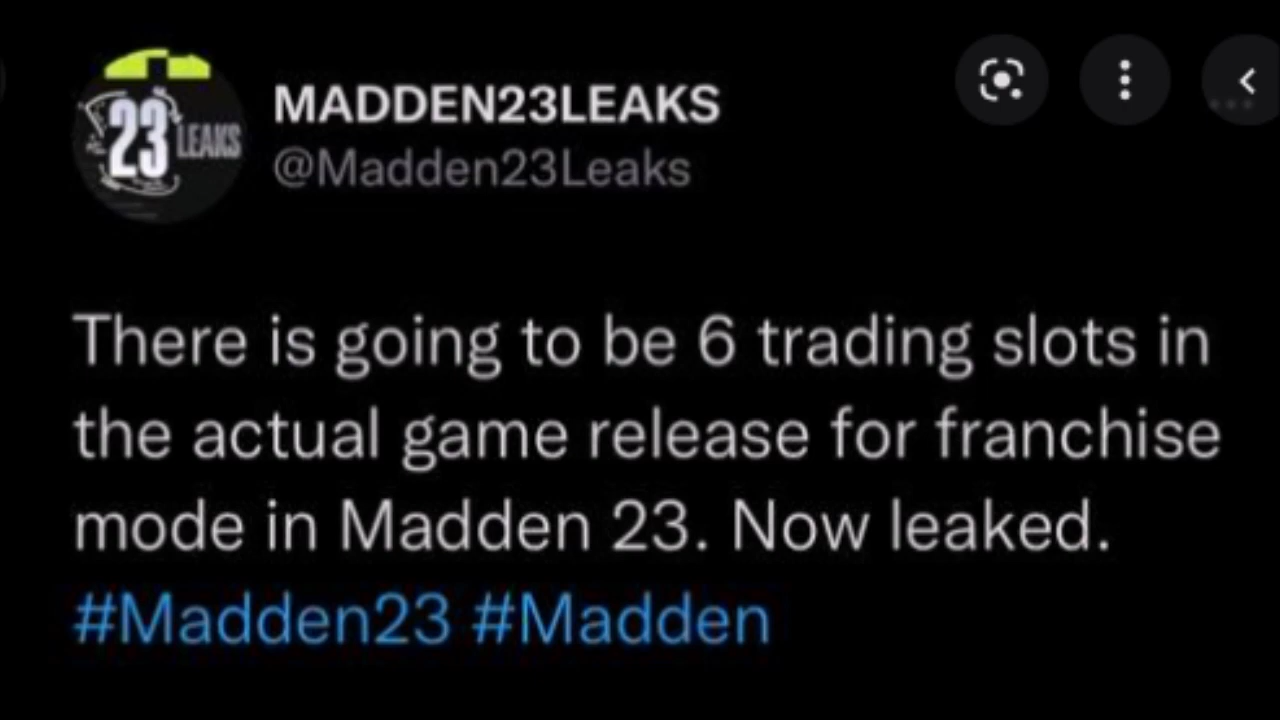 23 LEAKS
MADDEN23LEAKS
@Madden23Leaks
There is going to be 6 trading slots in
the actual game release for franchise
mode in Madden 23. Now leaked.
#Madden23 #Madden